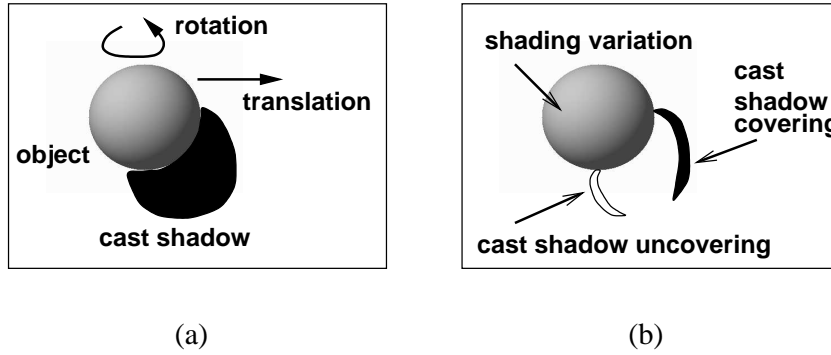 rotation
translation
object
cast shadow
(a)
shading variation
cast
shadow
covering
cast shadow uncovering
(b)